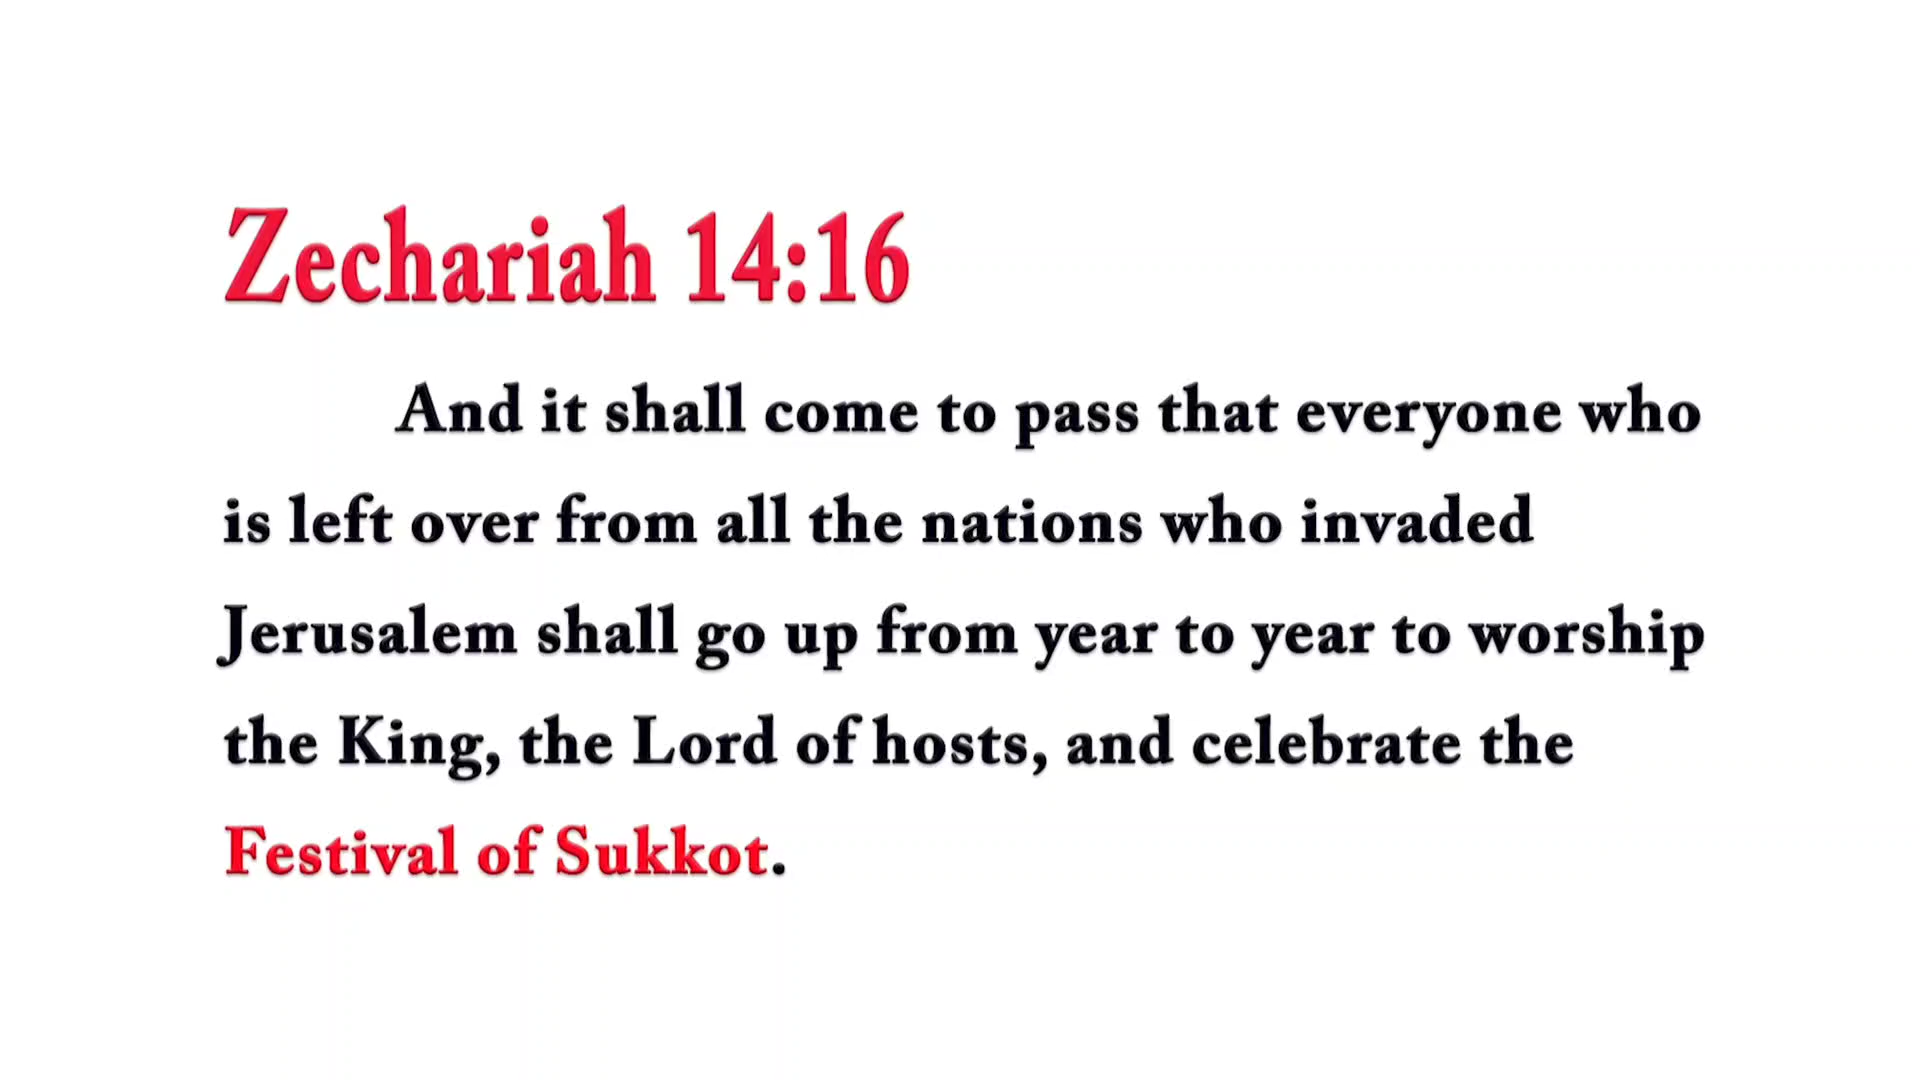 Zechariah 14:16
And it shall come to pass that everyone who
is left over from all the nations who invaded
Jerusalem shall go up from year to year to worship
the King, the Lord of hosts, and celebrate the
Festival of Sukkot.